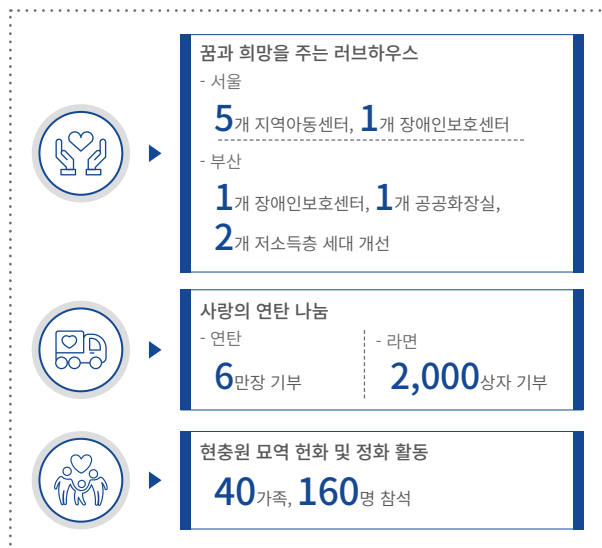 꿈과 희망을 주는 러브하우스
- 서울
5개 지역아동센터, 1개 장애인보호센터
- 부산
1개 장애인보호센터, 1개 공공화장실,
2개 저소득층 세대 개선
사랑의 연탄 나눔
- 연탄
6만장 기부
- 라면
2,000상자 기부
현충원 묘역 헌화 및 정화 활동
40가족, 160명 참석